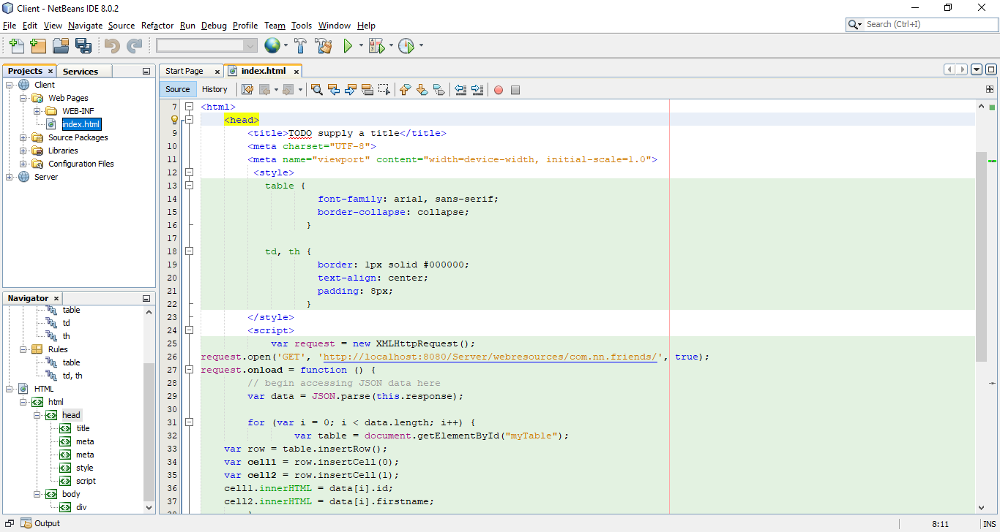 Client - NetBeans IDE 8.0.2
File Edit View Navigate Source Refactor Run Debug Profile Team Tools Window Help
Search (Ctrl+I)
Projects × Services
Client
Web Pages
WEB-INF
index.html
Source Packages
Libraries
Configuration Files
Server
Navigator ×
table
td
th
Rules
table
td, th
HTML
html
head
title
meta
meta
style
script
body
div
Start Page × index.html ×
Source History
7 <html>
<head>
9 <title>TODO supply a title</title>
10 <meta charset="UTF-8">
11 <meta name="viewport" content="width=device-width, initial-scale=1.0">
12 <style>
13 table {
14 font-family: arial, sans-serif;
15 border-collapse: collapse;
16 }
17
18 td, th {
19 border: 1px solid #000000;
20 text-align: center;
21 padding: 8px;
22 }
23 </style>
24 <script>
25 var request = new XMLHttpRequest();
26 request.open('GET', 'http://localhost:8080/Server/webresources/com.nn.friends/', true);
27 request.onload = function () {
28 // begin accessing JSON data here
29 var data = JSON.parse(this.response);
30
31 for (var i = 0; i < data.length; i++) {
32 var table = document.getElementById("myTable");
33 var row = table.insertRow();
34 var cell1 = row.insertCell(0);
35 var cell2 = row.insertCell(1);
36 cell1.innerHTML = data[i].id;
37 cell2.innerHTML = data[i].firstname;
Output
8:11 INS